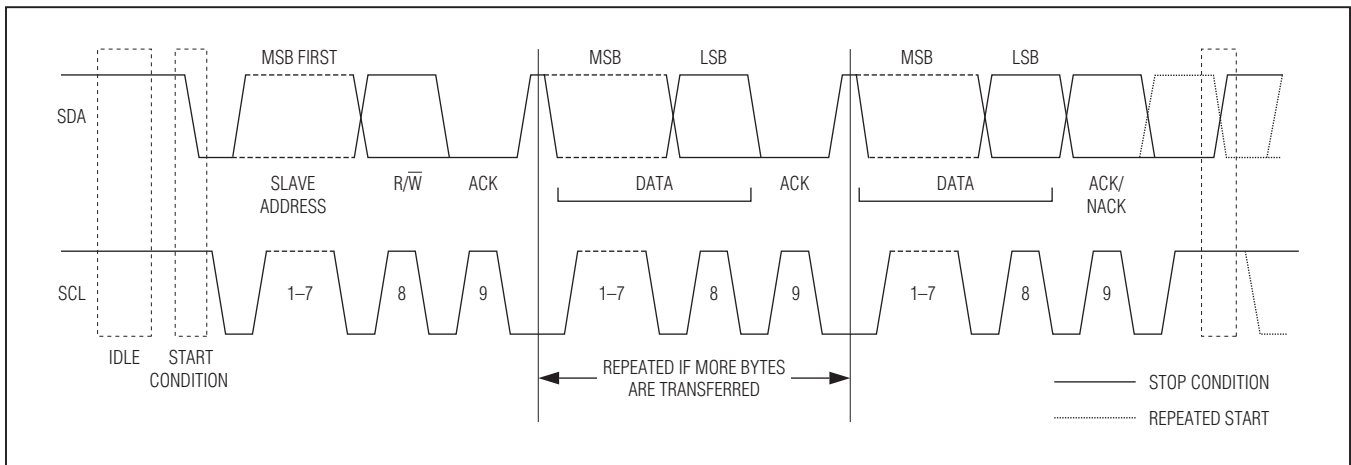 MSB FIRST
MSB
LSB
MSB
LSB
SDA
SLAVE
ADDRESS
R/W̅
ACK
DATA
ACK
DATA
ACK/
NACK
SCL
1–7
8
9
1–7
8
9
1–7
8
9
IDLE
START
CONDITION
REPEATED IF MORE BYTES
ARE TRANSFERRED
STOP CONDITION
REPEATED START